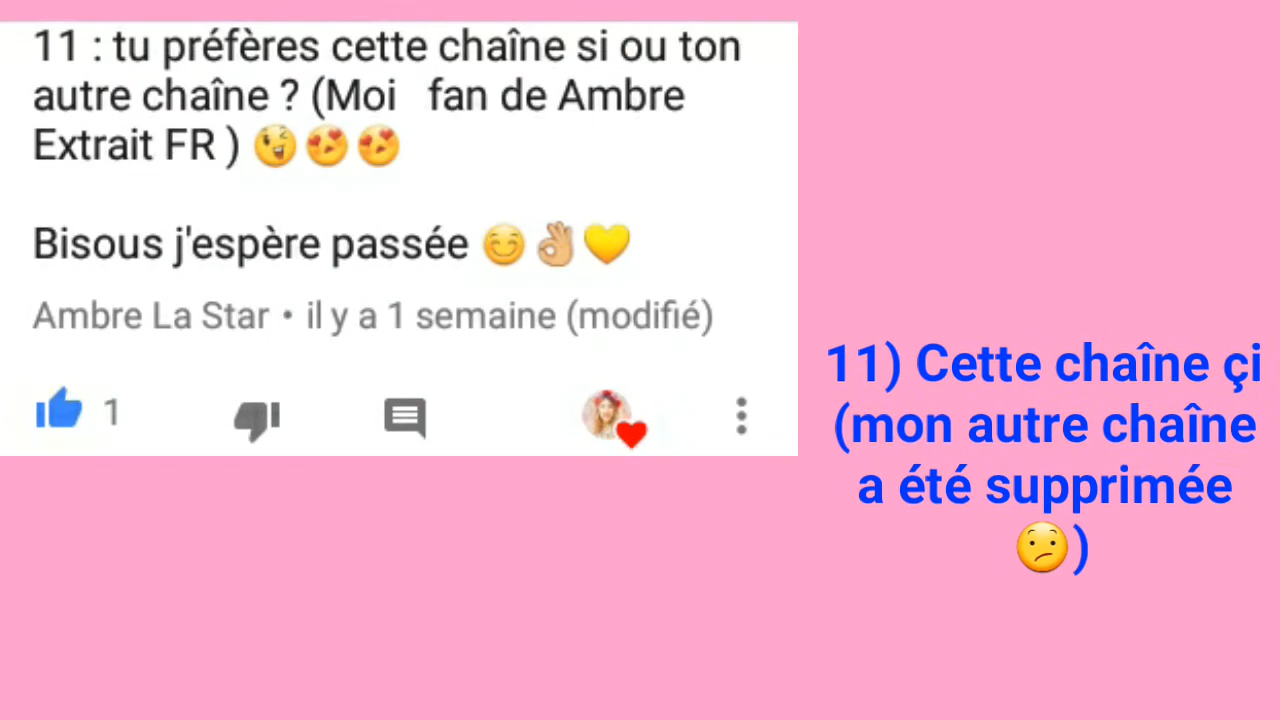 11 : tu préfères cette chaîne si ou ton
autre chaîne ? (Moi fan de Ambre
Extrait FR ) 😜😍😍
Bisous j'espère passée 😊👌🏼💛
Ambre La Star • il y a 1 semaine (modifié)
1
11) Cette chaîne çi
(mon autre chaîne
a été supprimée
😕)